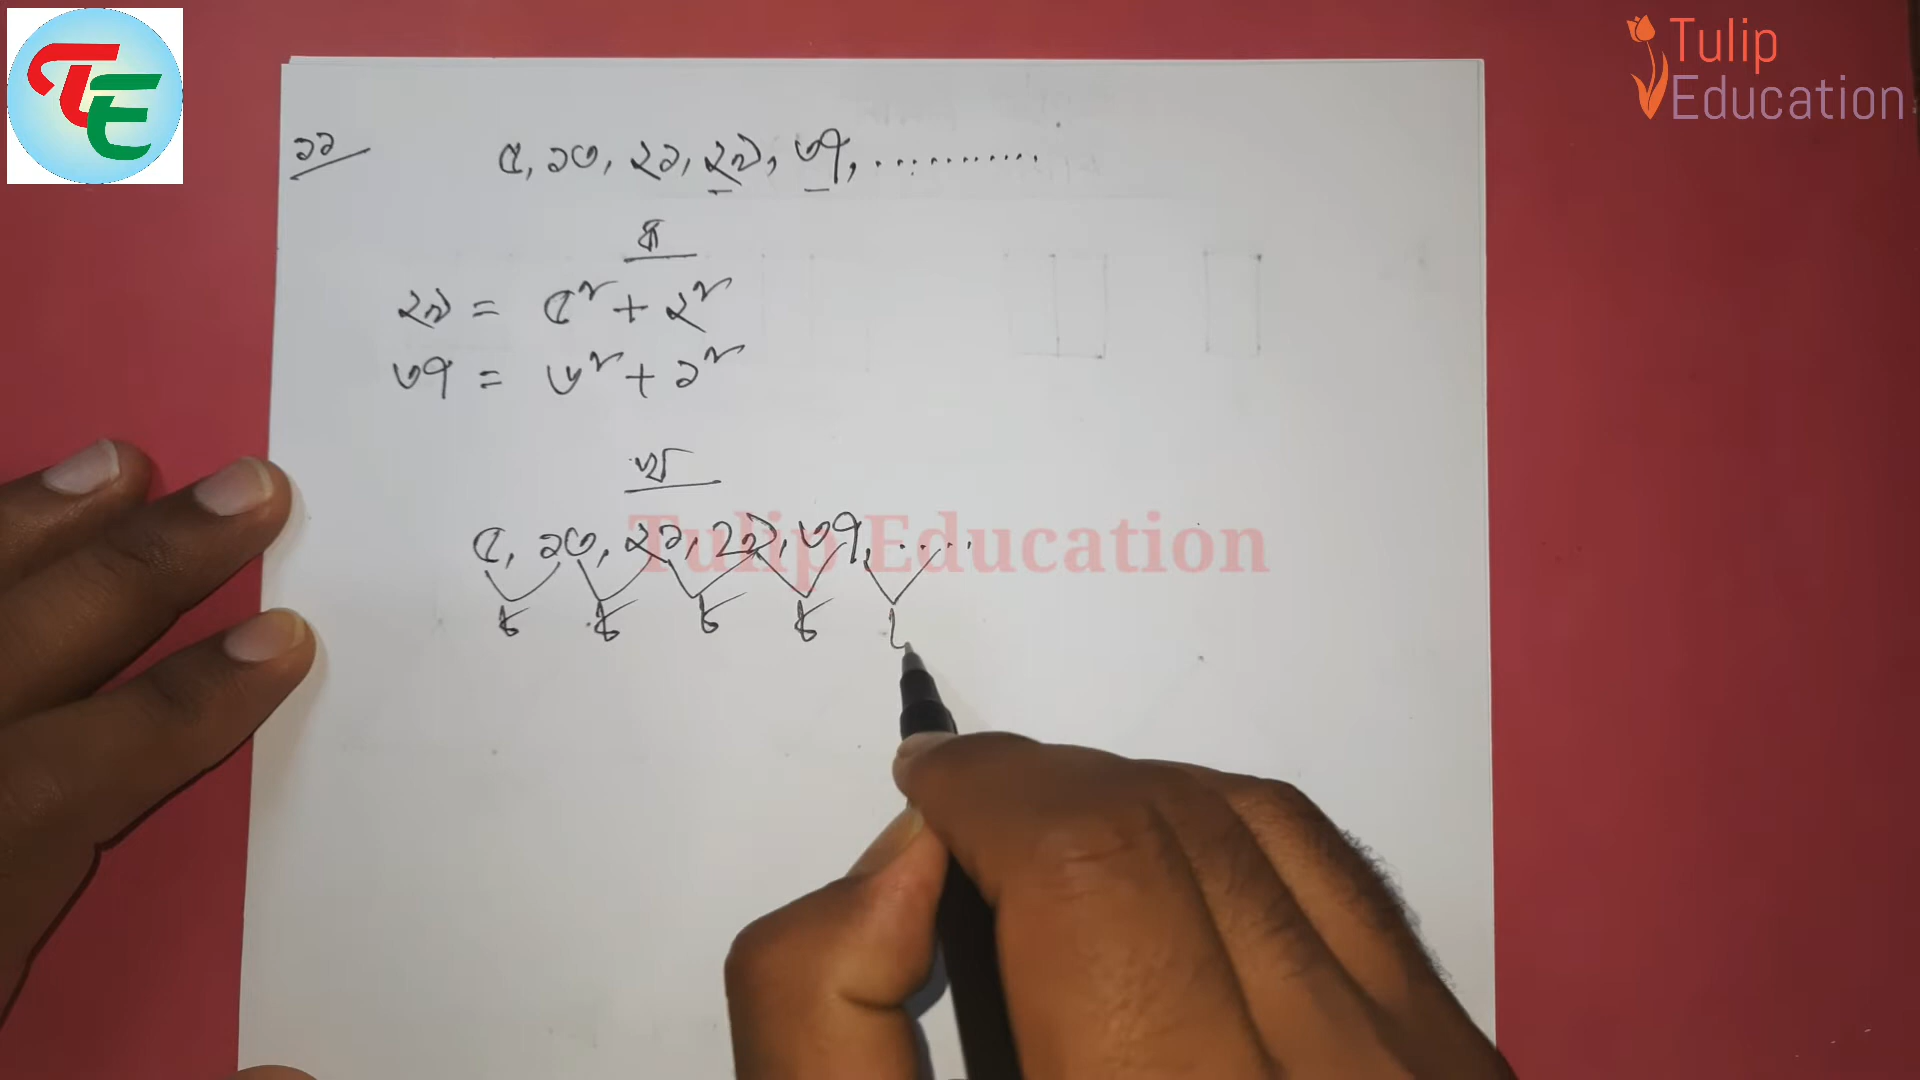 TE
Tulip
Education
১১
৫, ১৩, ২১, ২৯, ৩৭, ...........
ক
২৯ = ৫² + ২²
৩৭ = ৬² + ১²
খ
৫, ১৩, ২১, ২৯, ৩৭, .....
Tulip Education
৮ ৮ ৮ ৮